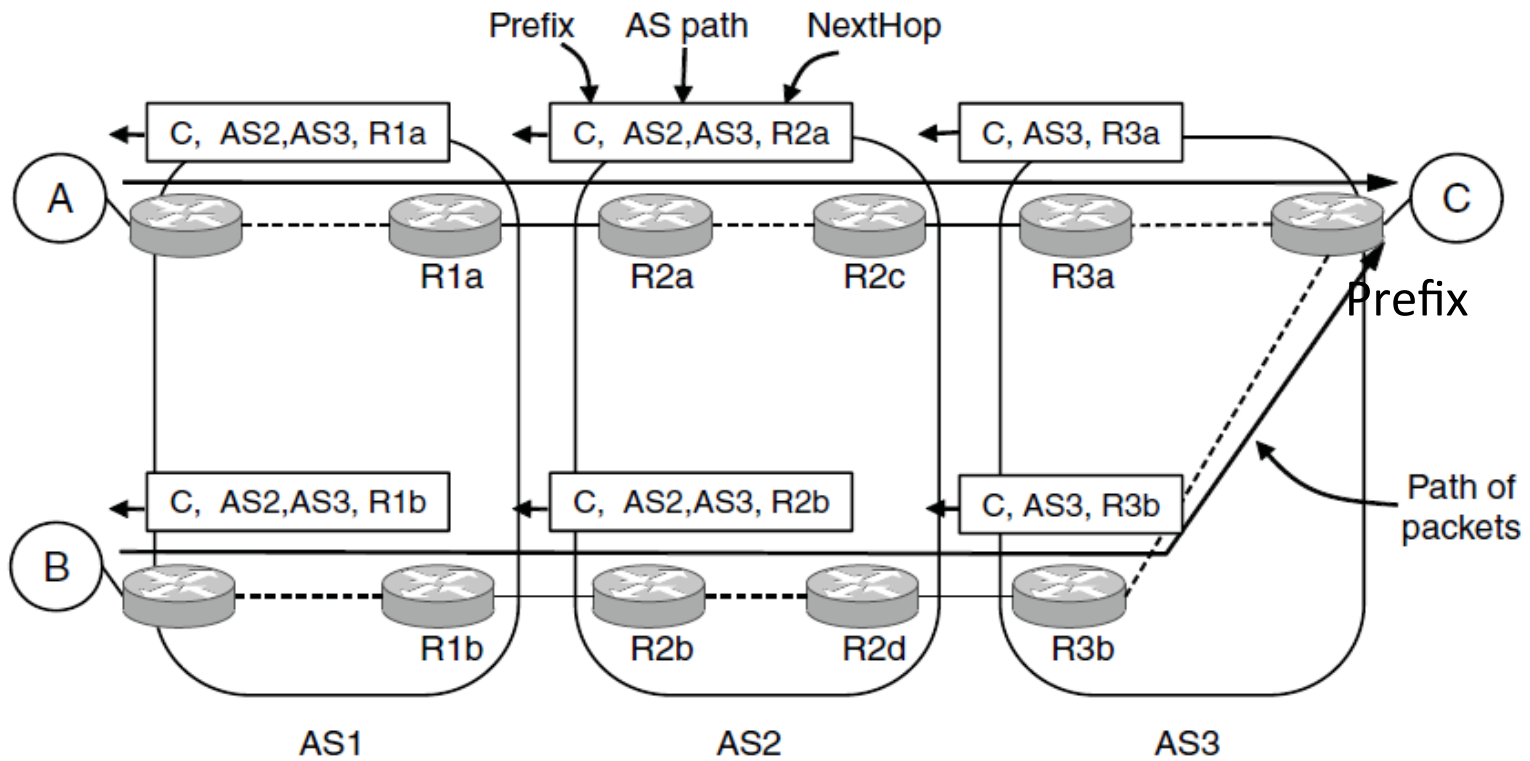 Prefix AS path NextHop
C, AS2,AS3, R1a
C, AS2,AS3, R2a
C, AS3, R3a
A
C
R1a
R2a
R2c
R3a
Prefix
C, AS2,AS3, R1b
C, AS2,AS3, R2b
C, AS3, R3b
Path of
packets
B
R1b
R2b
R2d
R3b
AS1
AS2
AS3